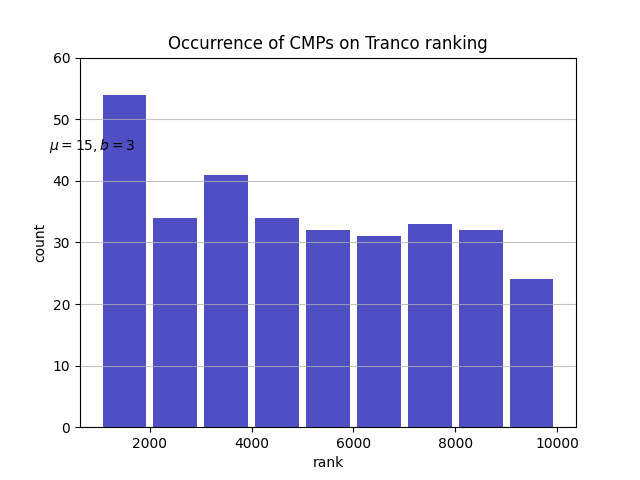 Occurrence of CMPs on Tranco ranking
60
50
μ = 15, b = 3
40
30
20
10
0
count
2000 4000 6000 8000 10000
rank